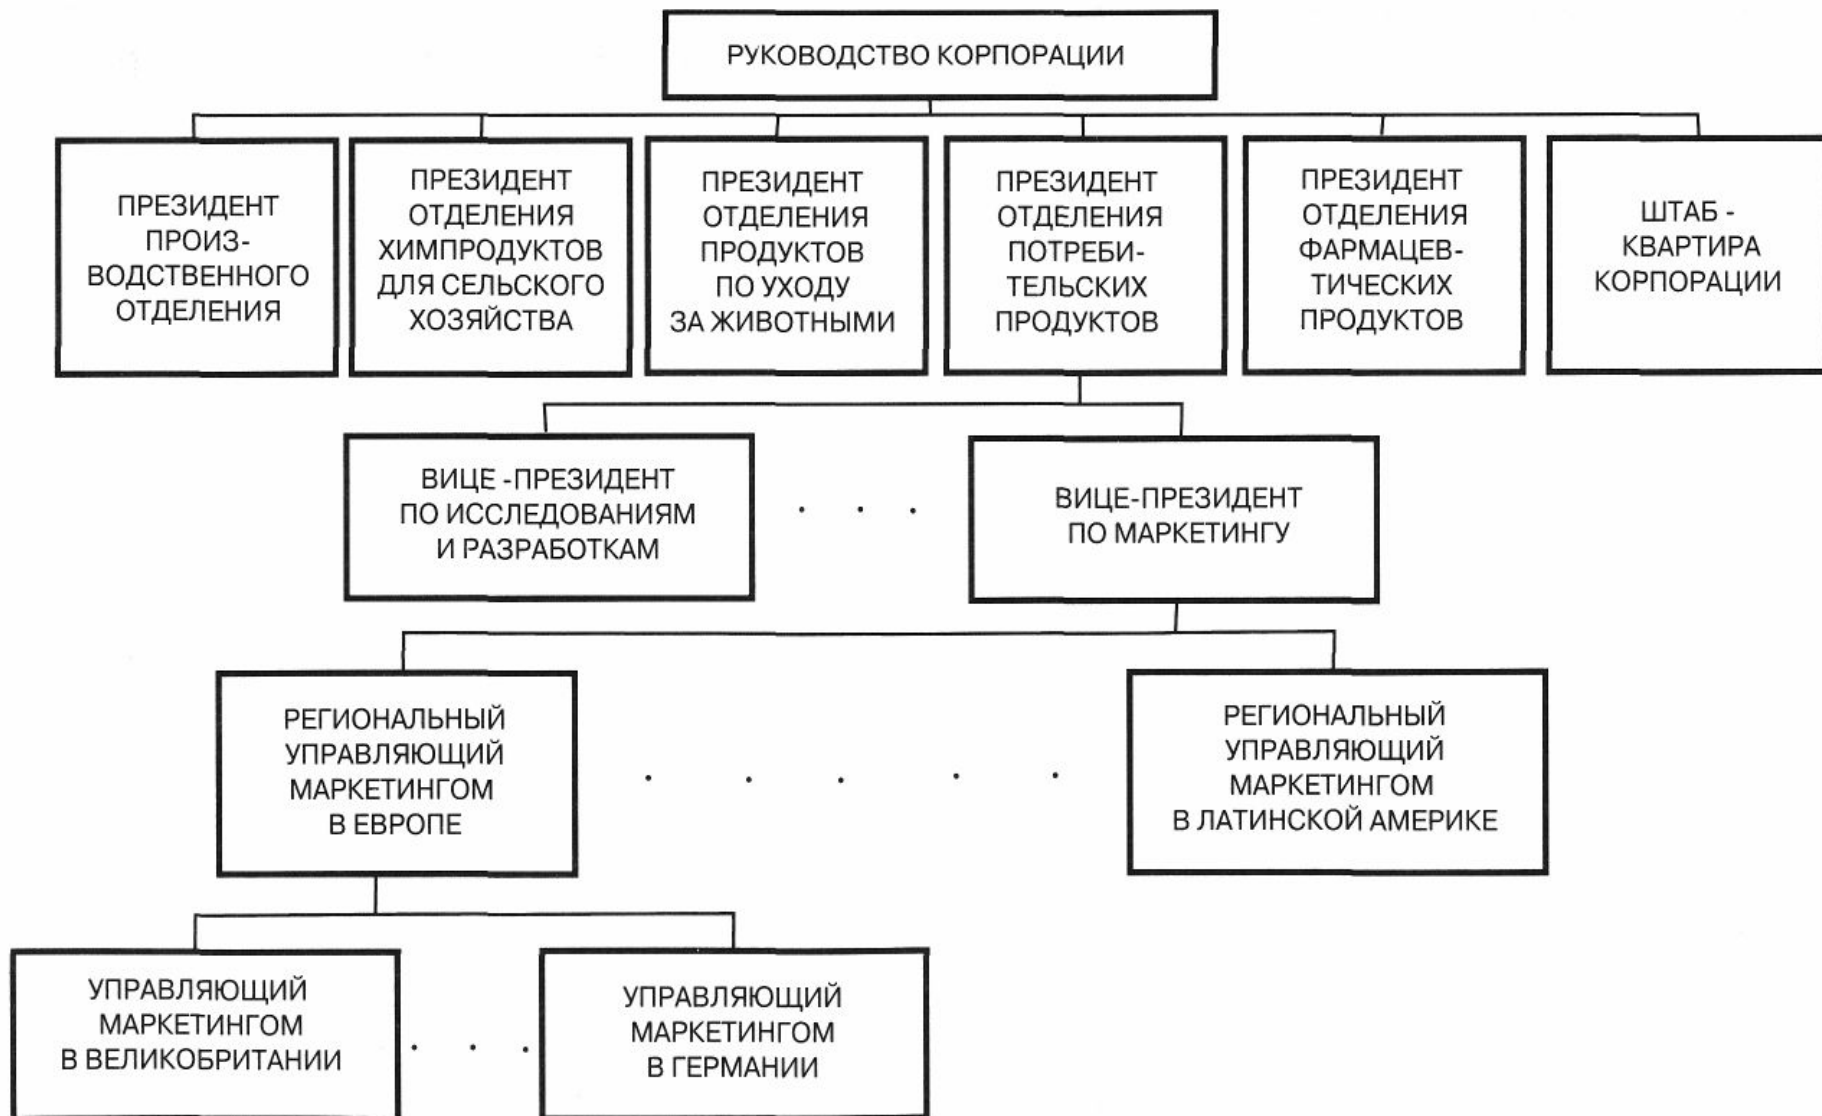 РУКОВОДСТВО КОРПОРАЦИИ
ПРЕЗИДЕНТ
ПРОИЗ-
ВОДСТВЕННОГО
ОТДЕЛЕНИЯ
ПРЕЗИДЕНТ
ОТДЕЛЕНИЯ
ХИМПРОДУКТОВ
ДЛЯ СЕЛЬСКОГО
ХОЗЯЙСТВА
ПРЕЗИДЕНТ
ОТДЕЛЕНИЯ
ПРОДУКТОВ
ПО УХОДУ
ЗА ЖИВОТНЫМИ
ПРЕЗИДЕНТ
ОТДЕЛЕНИЯ
ПОТРЕБИ-
ТЕЛЬСКИХ
ПРОДУКТОВ
ПРЕЗИДЕНТ
ОТДЕЛЕНИЯ
ФАРМАЦЕВ-
ТИЧЕСКИХ
ПРОДУКТОВ
ШТАБ -
КВАРТИРА
КОРПОРАЦИИ
ВИЦЕ -ПРЕЗИДЕНТ
ПО ИССЛЕДОВАНИЯМ
И РАЗРАБОТКАМ
. . .
ВИЦЕ-ПРЕЗИДЕНТ
ПО МАРКЕТИНГУ
РЕГИОНАЛЬНЫЙ
УПРАВЛЯЮЩИЙ
МАРКЕТИНГОМ
В ЕВРОПЕ
. . . . .
РЕГИОНАЛЬНЫЙ
УПРАВЛЯЮЩИЙ
МАРКЕТИНГОМ
В ЛАТИНСКОЙ АМЕРИКЕ
УПРАВЛЯЮЩИЙ
МАРКЕТИНГОМ
В ВЕЛИКОБРИТАНИИ
. . .
УПРАВЛЯЮЩИЙ
МАРКЕТИНГОМ
В ГЕРМАНИИ